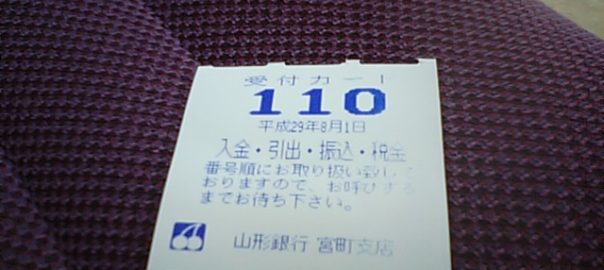 受付カード
110
平成29年8月1日
入金・引出・振込・税金
番号順にお取り扱い致して
おりますので、お呼びする
までお待ち下さい。
山形銀行 宮町支店